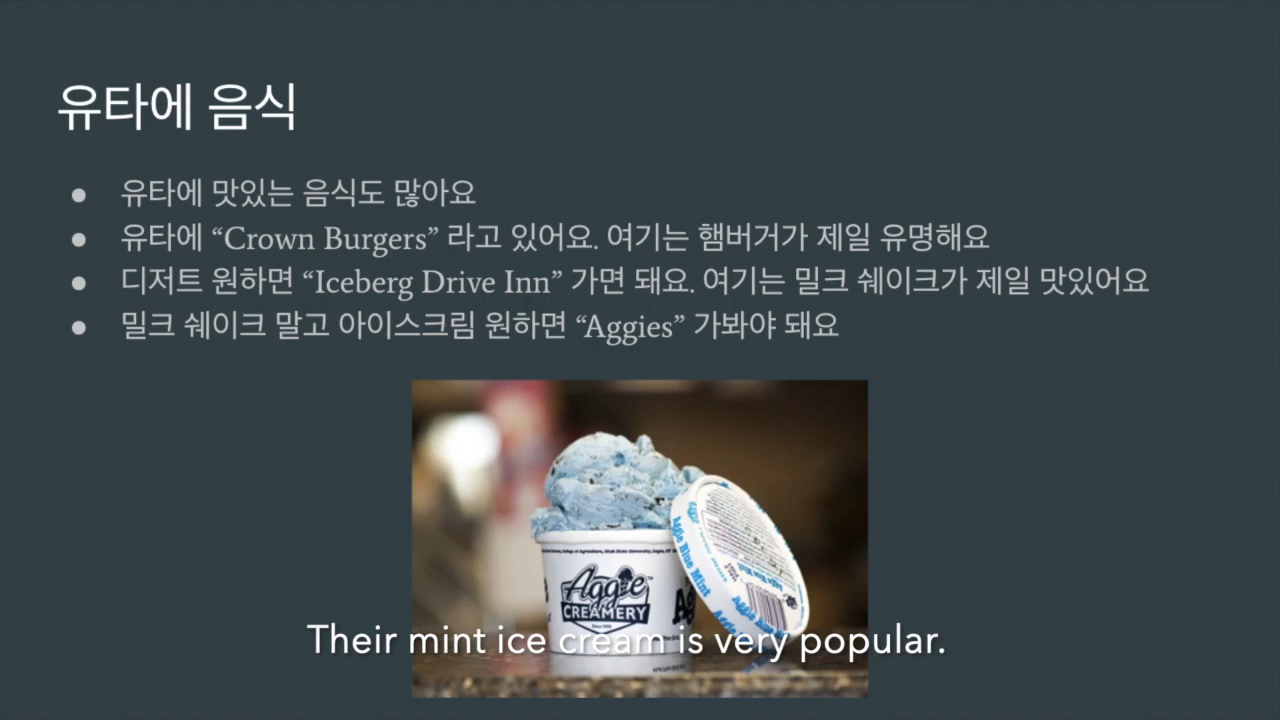 유타에 음식
● 유타에 맛있는 음식도 많아요
● 유타에 “Crown Burgers” 라고 있어요. 여기는 햄버거가 제일 유명해요
● 디저트 원하면 “Iceberg Drive Inn” 가면 돼요. 여기는 밀크 쉐이크가 제일 맛있어요
● 밀크 쉐이크 말고 아이스크림 원하면 “Aggies” 가봐야 돼요
Aggie
CREAMERY
Aggie Blue Mint
Their mint ice cream is very popular.